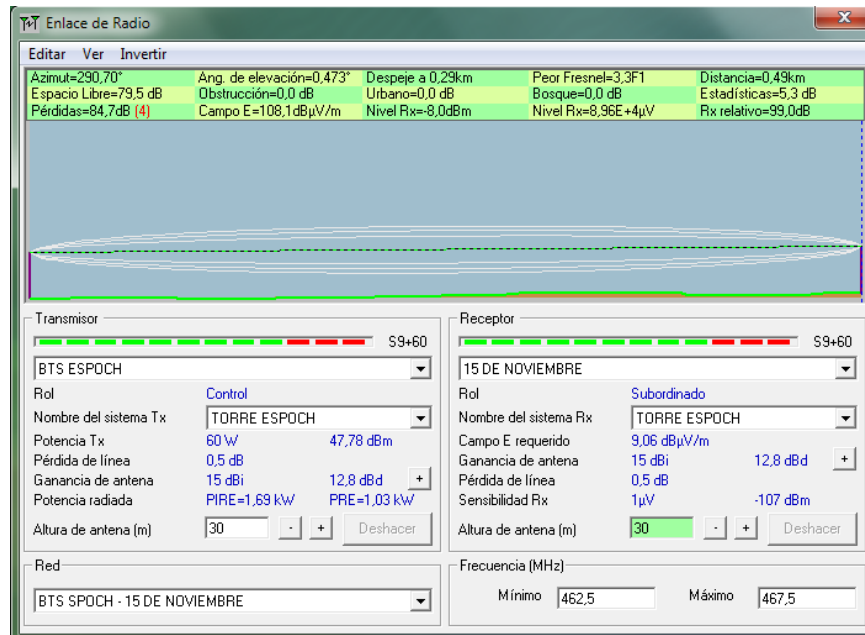 Enlace de Radio
Editar Ver Invertir
Azimut=290,70° Ang. de elevación=0,473° Despeje a 0,29km Peor Fresnel=3,3F1 Distancia=0,49km
Espacio Libre=79,5 dB Obstrucción=0,0 dB Urbano=0,0 dB Bosque=0,0 dB Estadísticas=5,3 dB
Pérdidas=84,7dB (4) Campo E=108,1dBµV/m Nivel Rx=-8,0dBm Nivel Rx=8,96E+4µV Rx relativo=99,0dB
Transmisor
S9+60
BTS ESPOCH
Rol Control
Nombre del sistema Tx TORRE ESPOCH
Potencia Tx 60 W 47,78 dBm
Pérdida de línea 0,5 dB
Ganancia de antena 15 dBi 12,8 dBd +
Potencia radiada PIRE=1,69 kW PRE=1,03 kW
Altura de antena (m) 30 - + Deshacer
Receptor
S9+60
15 DE NOVIEMBRE
Rol Subordinado
Nombre del sistema Rx TORRE ESPOCH
Campo E requerido 9,06 dBµV/m
Ganancia de antena 15 dBi 12,8 dBd +
Pérdida de línea 0,5 dB
Sensibilidad Rx 1µV -107 dBm
Altura de antena (m) 30 - + Deshacer
Red
BTS SPOCH - 15 DE NOVIEMBRE
Frecuencia (MHz)
Mínimo 462,5 Máximo 467,5